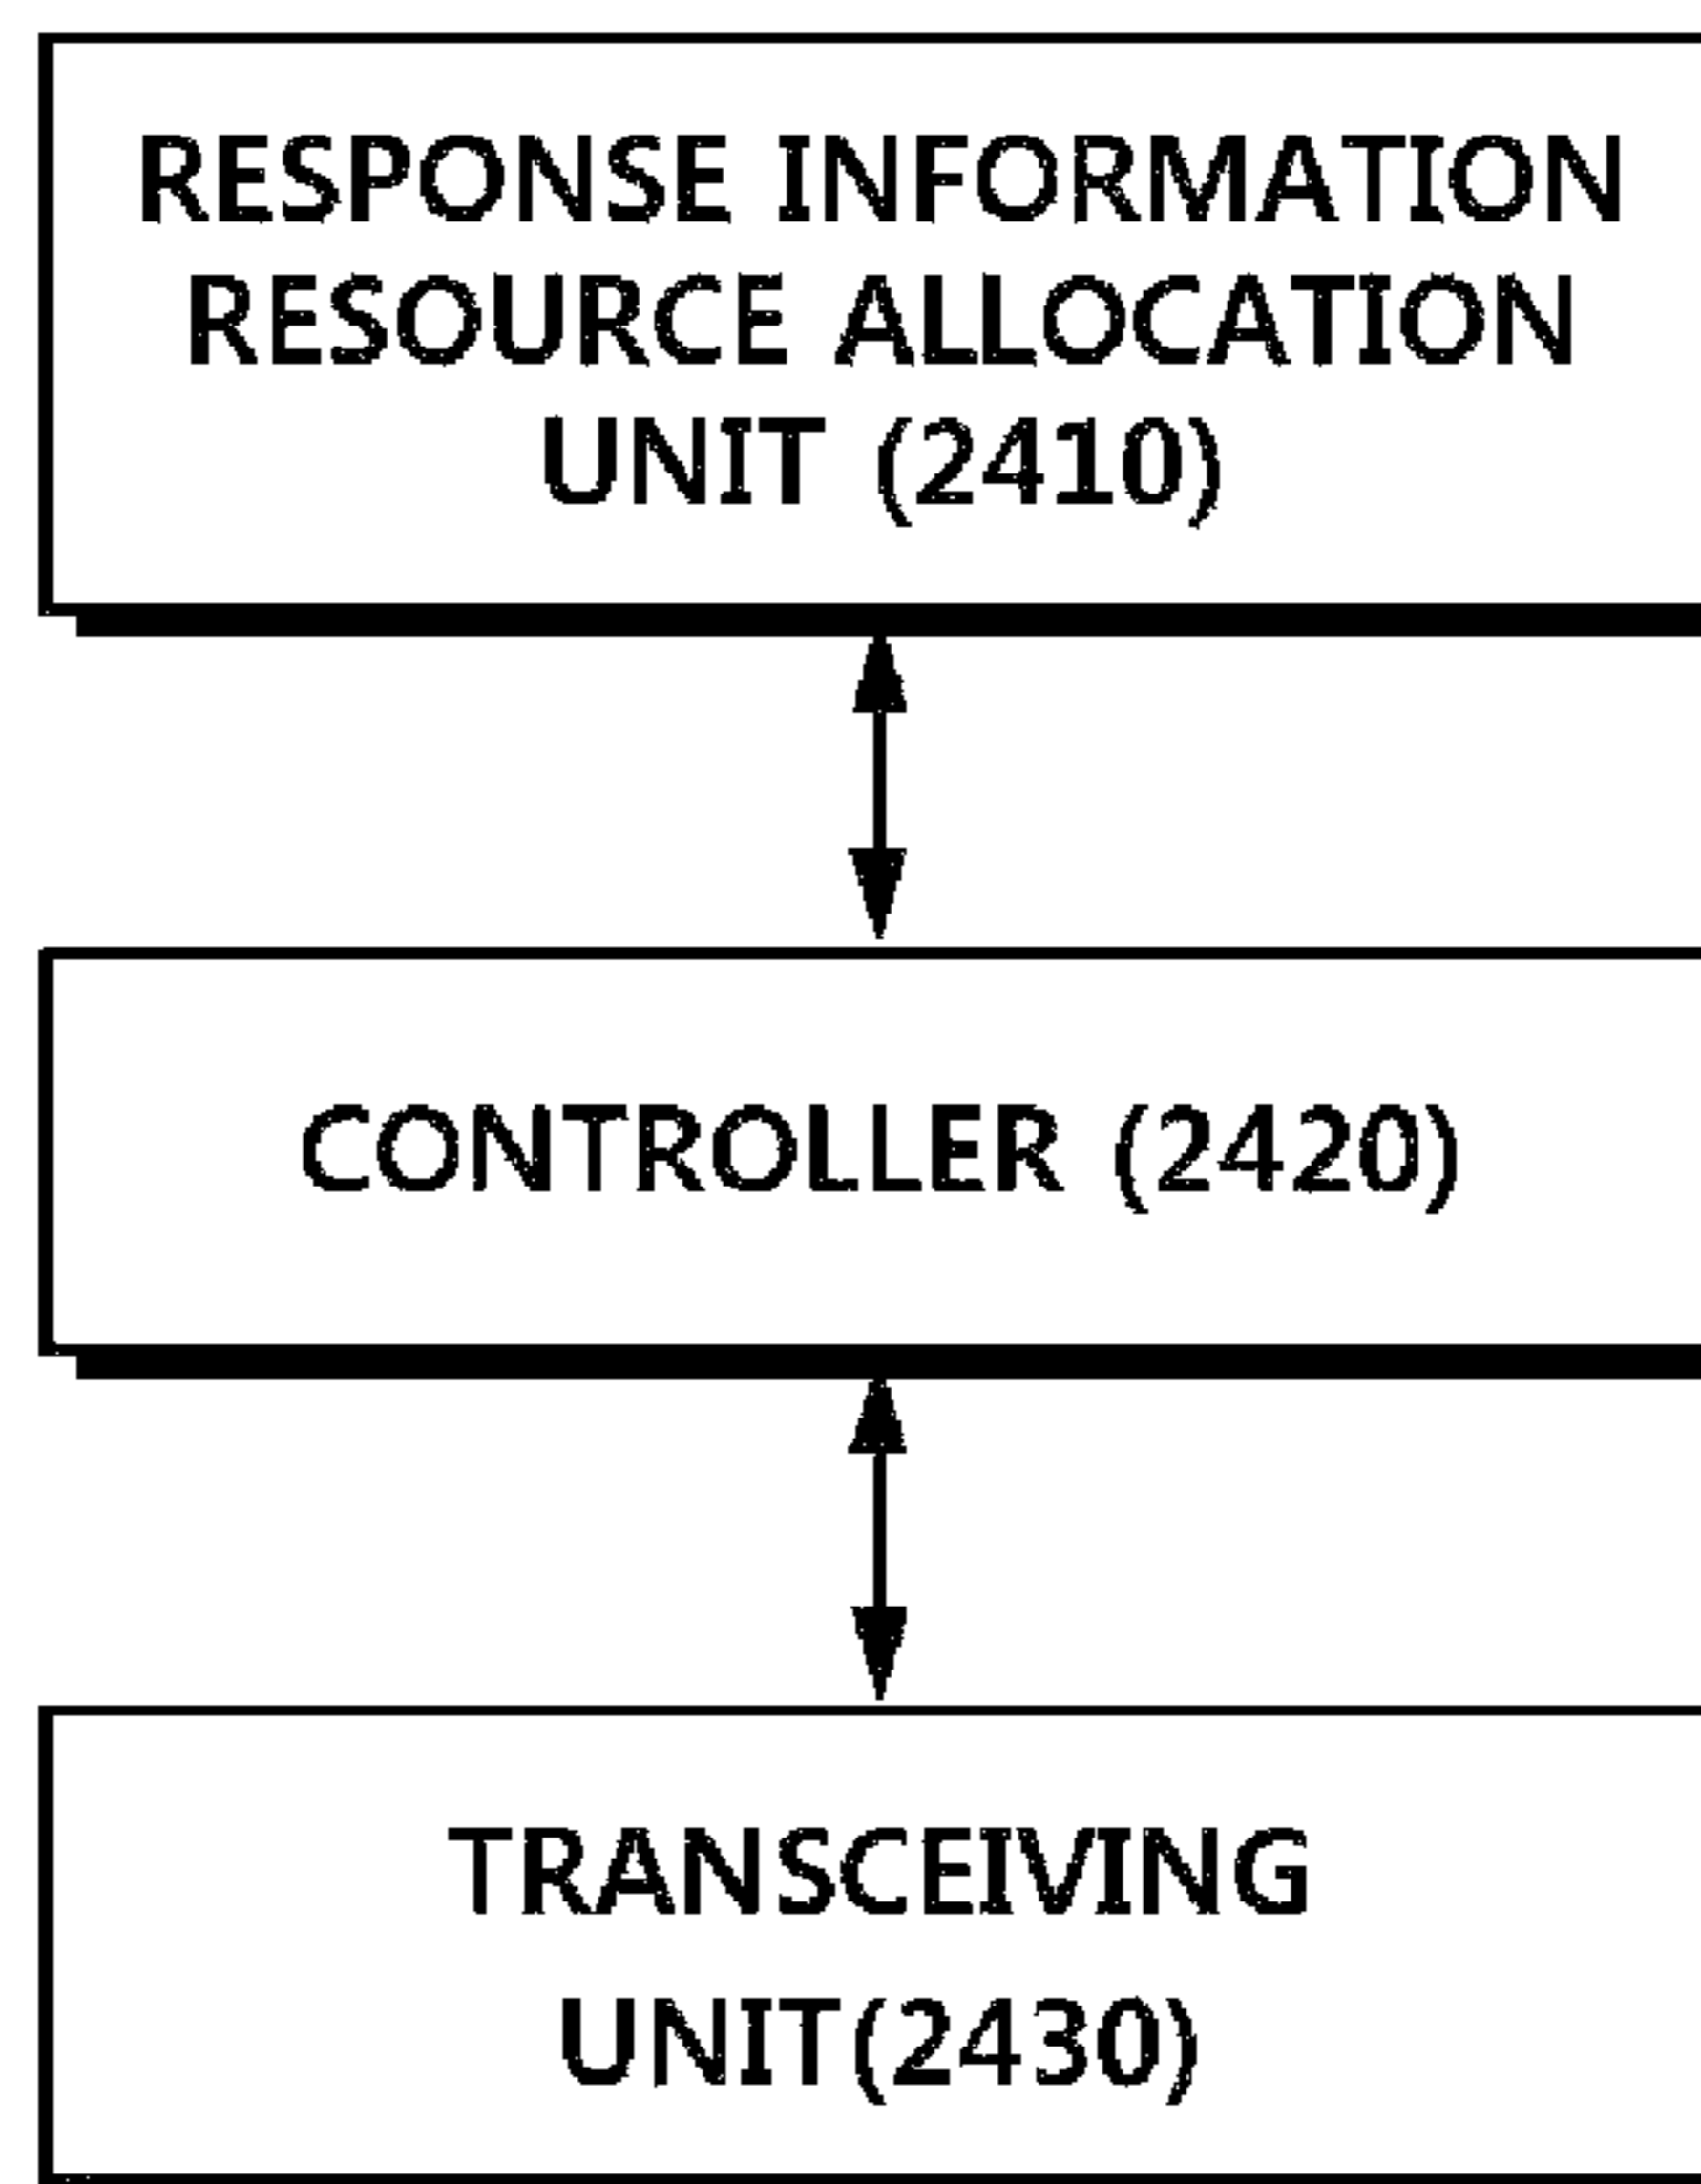 RESPONSE INFORMATION
RESOURCE ALLOCATION
UNIT (2410)
CONTROLLER (2420)
TRANSCEIVING
UNIT(2430)